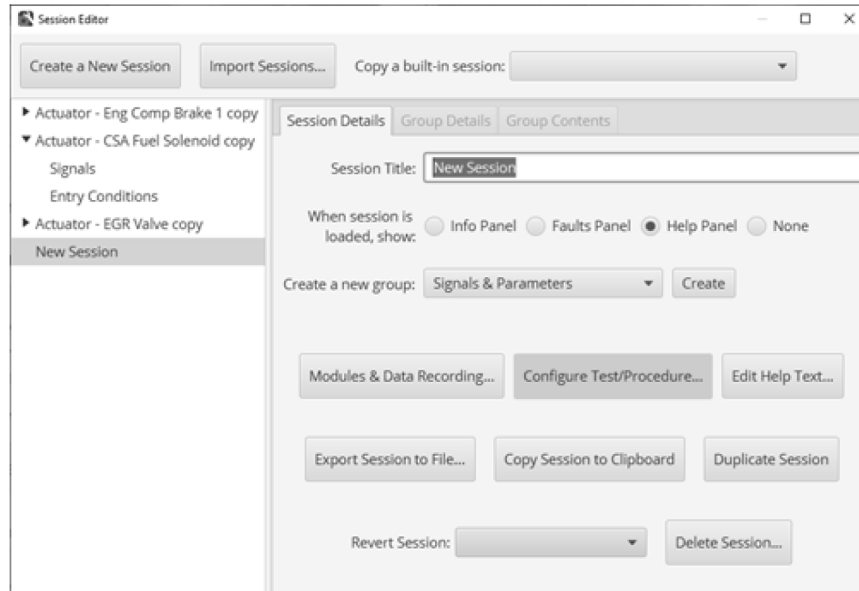 Session Editor
Create a New Session Import Sessions... Copy a built-in session:
Actuator - Eng Comp Brake 1 copy
Actuator - CSA Fuel Solenoid copy
Signals
Entry Conditions
Actuator - EGR Valve copy
New Session
Session Details Group Details Group Contents
Session Title: New Session
When session is
loaded, show: Info Panel Faults Panel Help Panel None
Create a new group: Signals & Parameters Create
Modules & Data Recording... Configure Test/Procedure... Edit Help Text...
Export Session to File... Copy Session to Clipboard Duplicate Session
Revert Session: Delete Session...